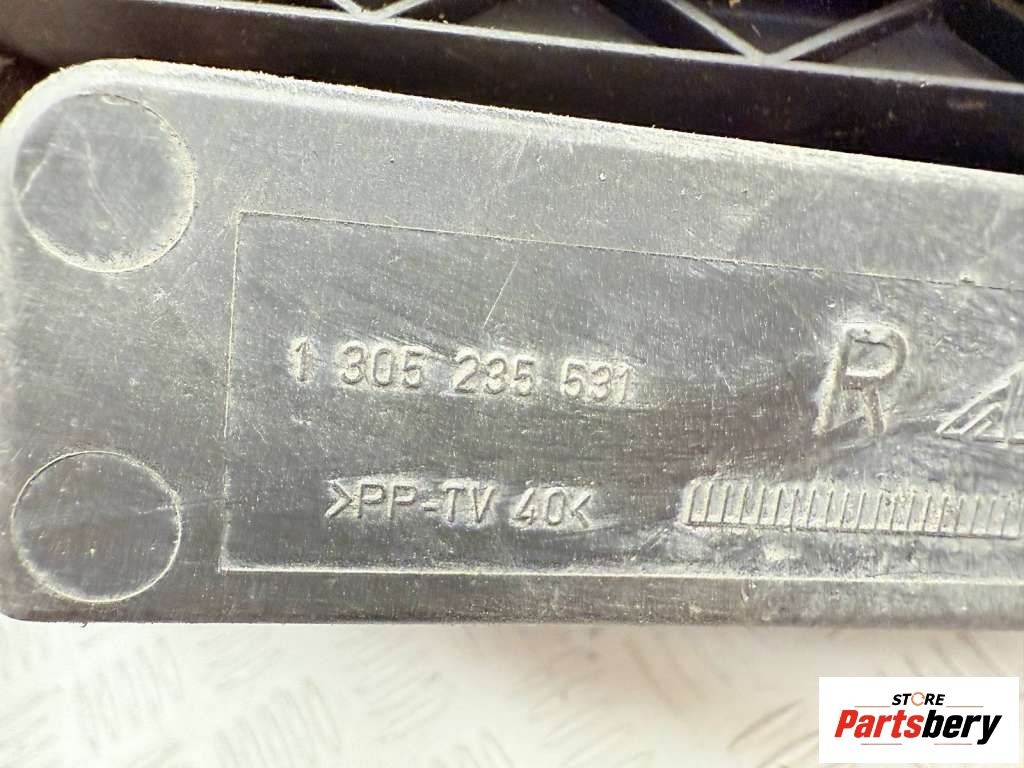 1 305 235 531
R
>PP-TV 40<
STORE
Partsbery